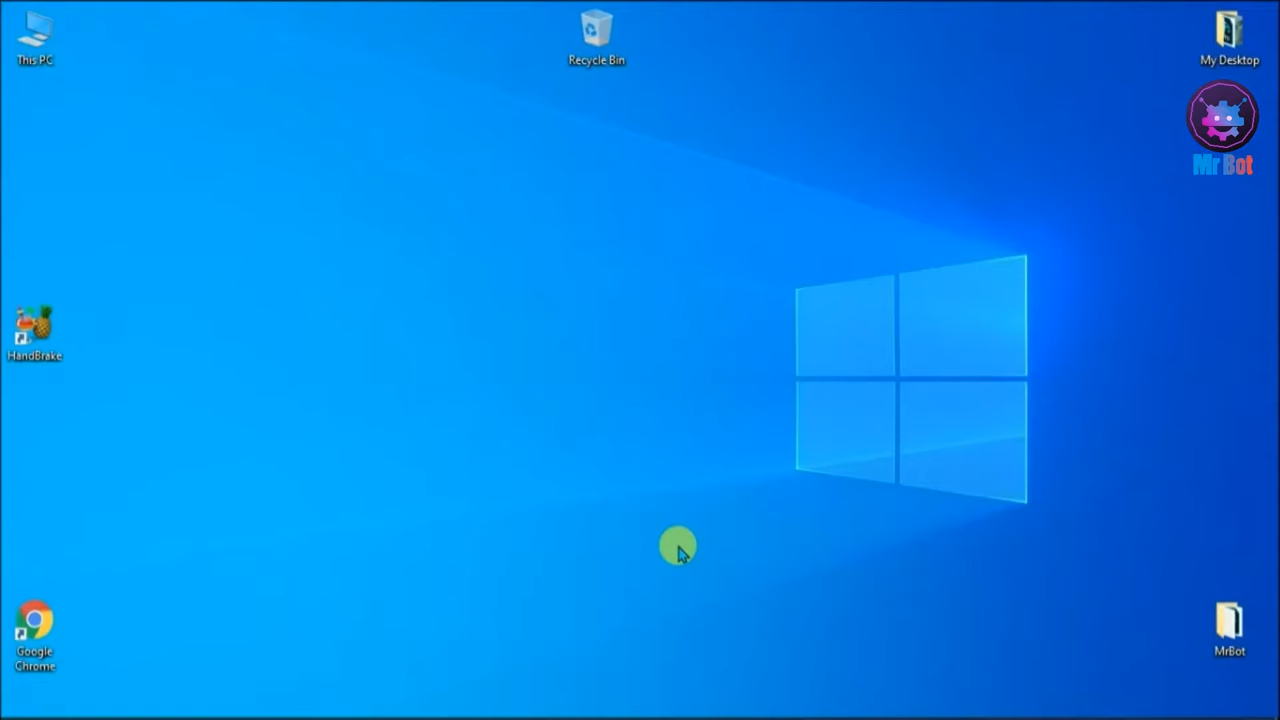 This PC
Recycle Bin
My Desktop
Mr Bot
HandBrake
Google
Chrome
MrBot